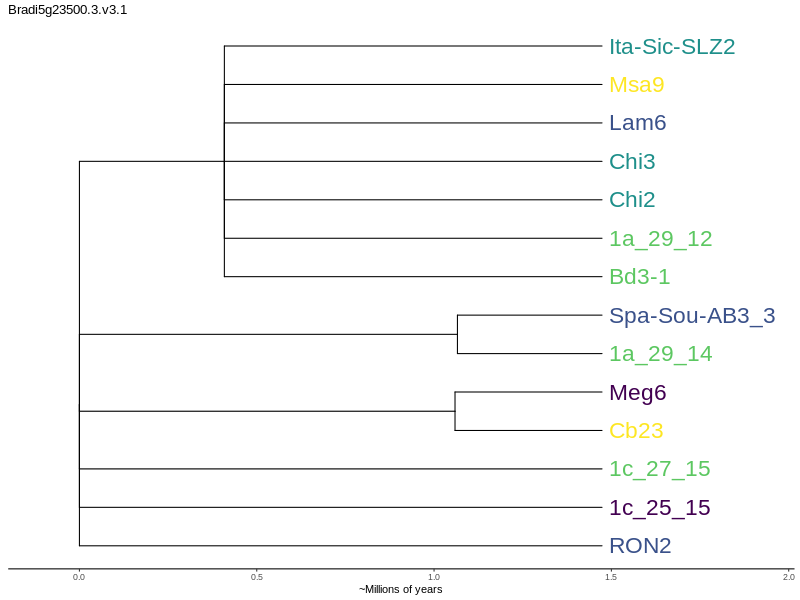 Bradi5g23500.3.v3.1
Ita-Sic-SLZ2
Msa9
Lam6
Chi3
Chi2
1a_29_12
Bd3-1
Spa-Sou-AB3_3
1a_29_14
Meg6
Cb23
1c_27_15
1c_25_15
RON2
0.0 0.5 1.0 1.5 2.0
~Millions of years